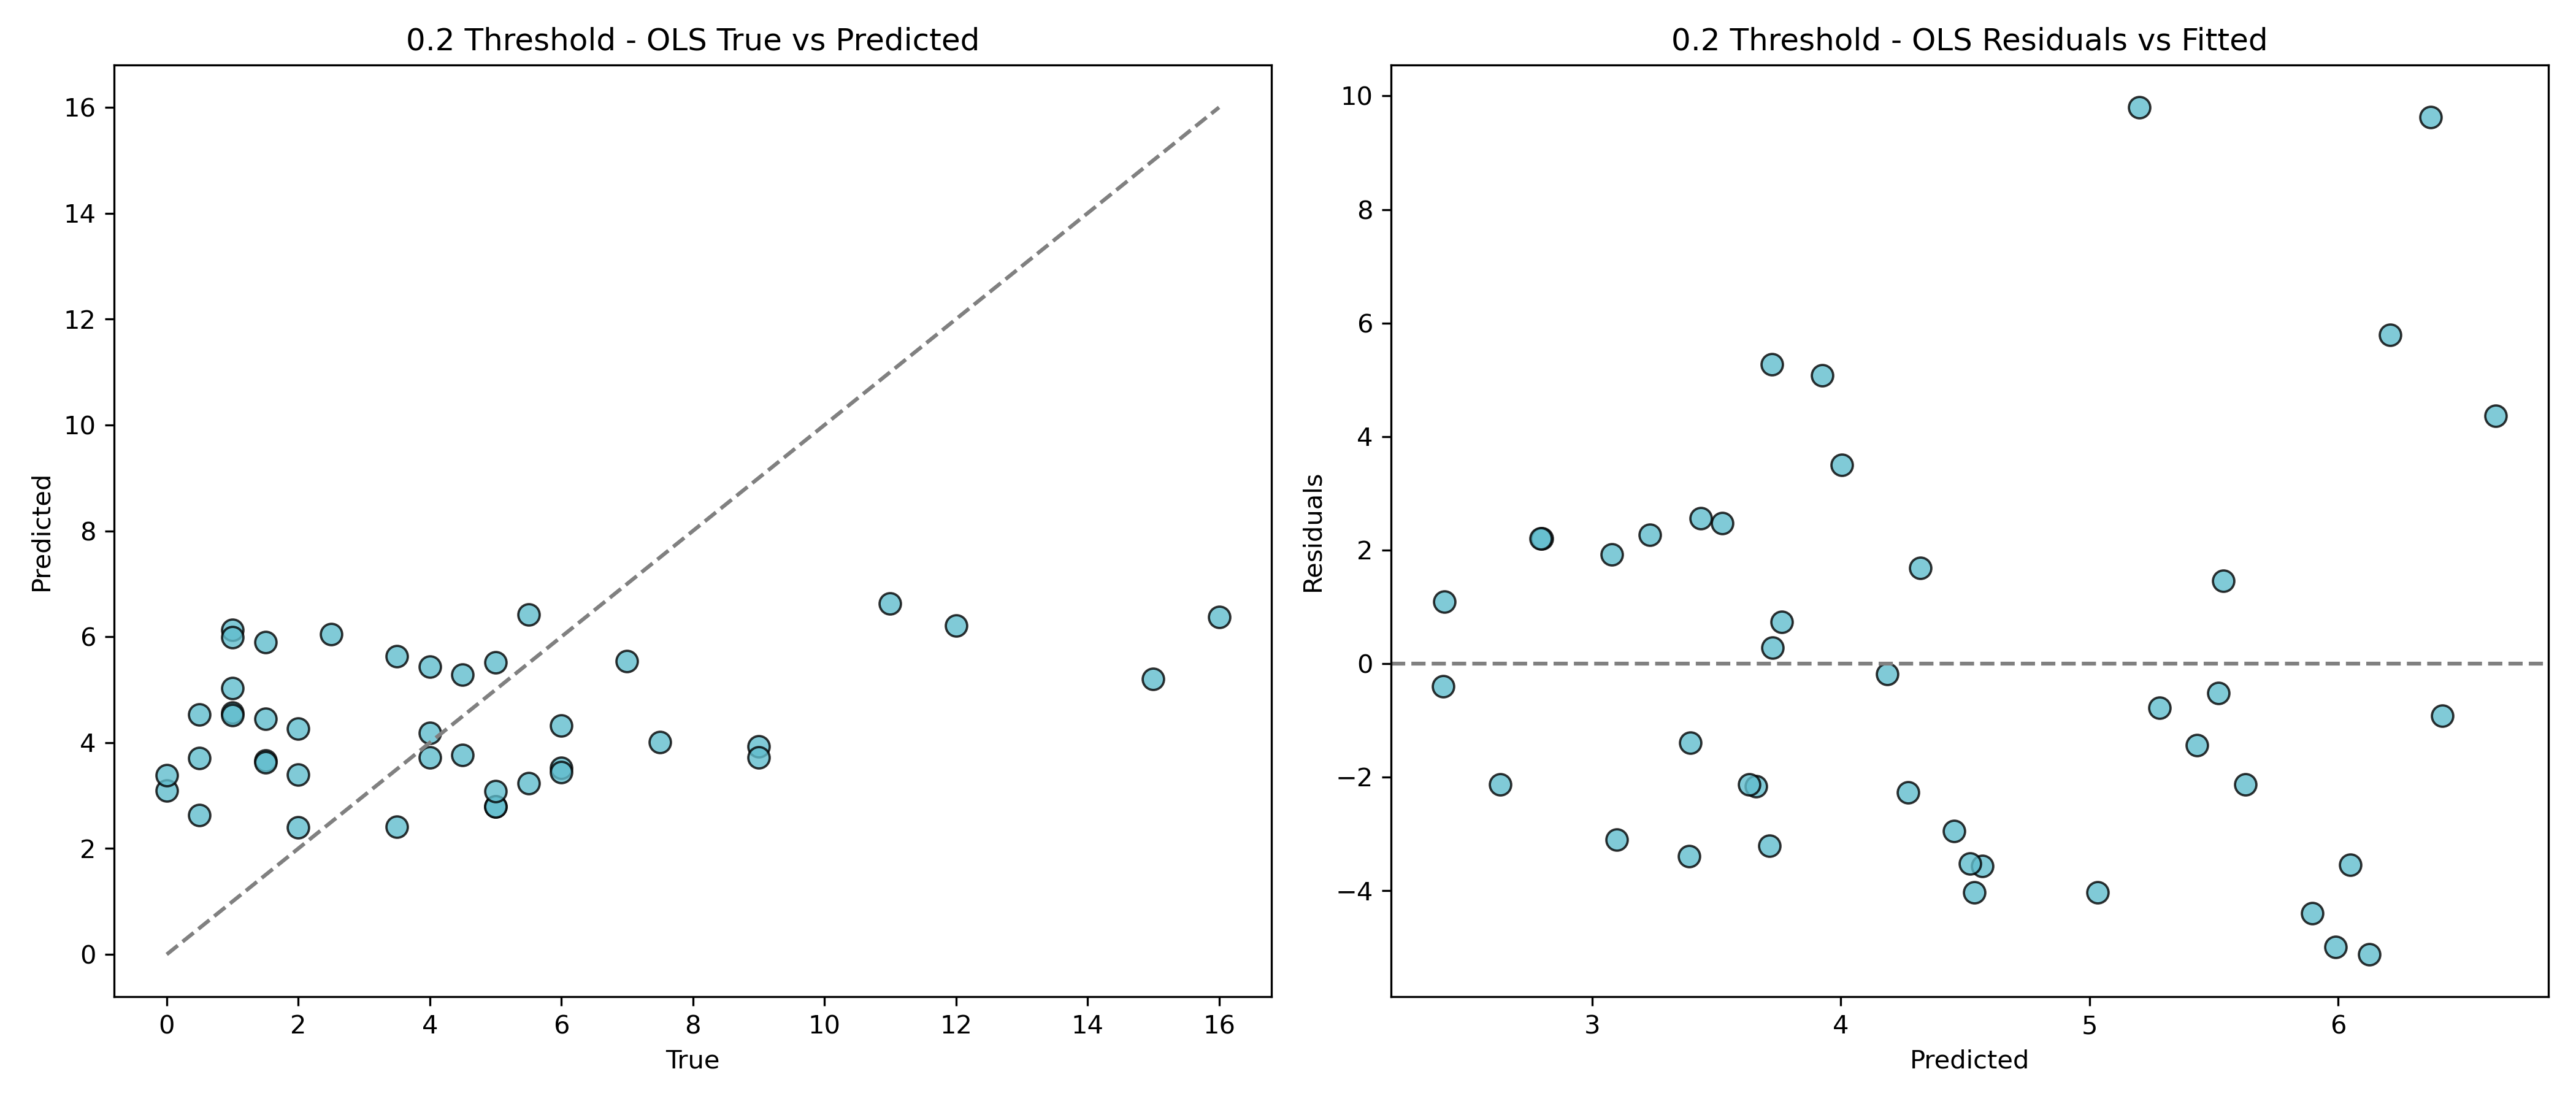 0.2 Threshold - OLS True vs Predicted
16
14
12
10
8
6
4
2
0
Predicted
0 2 4 6 8 10 12 14 16
True
0.2 Threshold - OLS Residuals vs Fitted
10
8
6
4
2
0
−2
−4
Residuals
3 4 5 6
Predicted